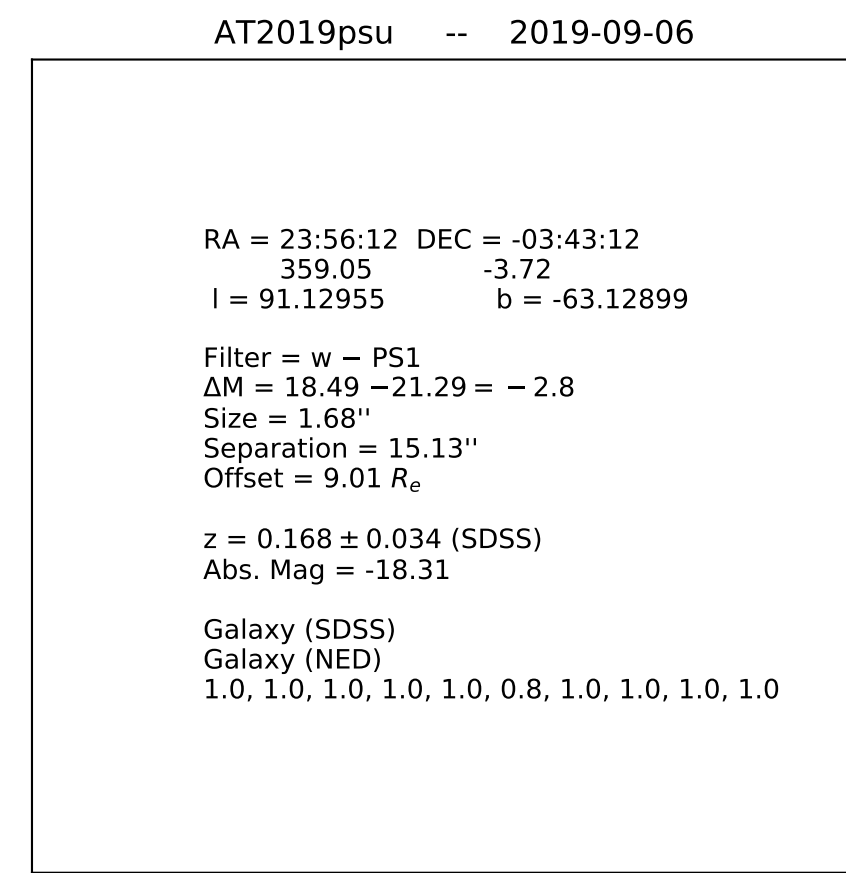 AT2019psu -- 2019-09-06
RA = 23:56:12 DEC = -03:43:12
359.05 -3.72
l = 91.12955 b = -63.12899
Filter = w − PS1
ΔM = 18.49 −21.29 = − 2.8
Size = 1.68''
Separation = 15.13''
Offset = 9.01 Re
z = 0.168 ± 0.034 (SDSS)
Abs. Mag = -18.31
Galaxy (SDSS)
Galaxy (NED)
1.0, 1.0, 1.0, 1.0, 1.0, 0.8, 1.0, 1.0, 1.0, 1.0